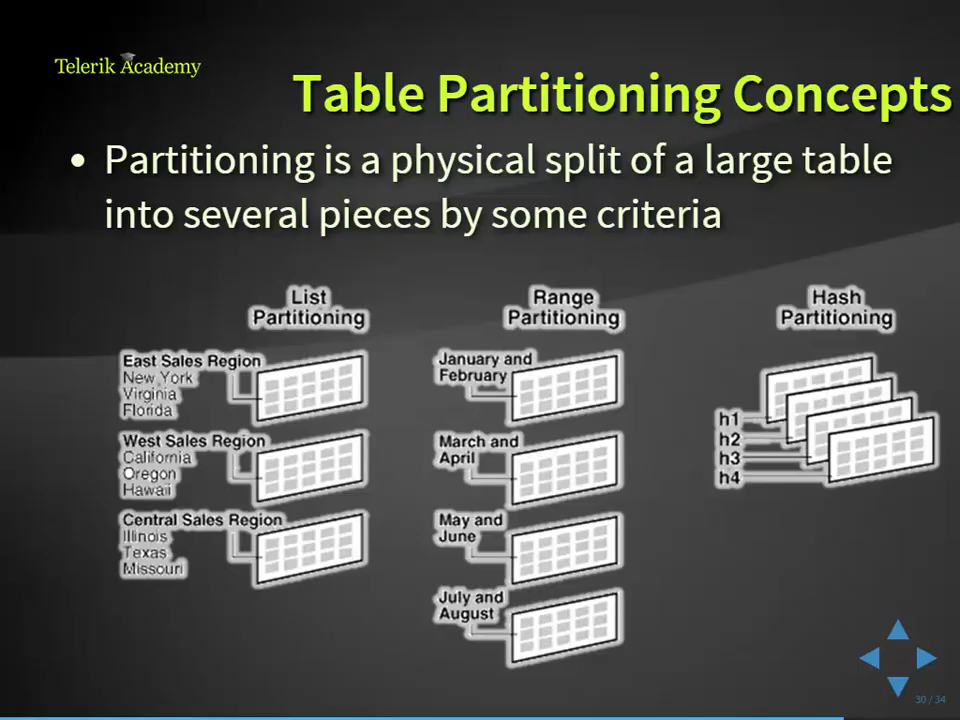 Telerik Academy
Table Partitioning Concepts
• Partitioning is a physical split of a large table
into several pieces by some criteria
List
Partitioning
East Sales Region
New York
Virginia
Florida
West Sales Region
California
Oregon
Hawaii
Central Sales Region
Illinois
Texas
Missouri
Range
Partitioning
January and
February
March and
April
May and
June
July and
August
Hash
Partitioning
h1
h2
h3
h4
30 / 34